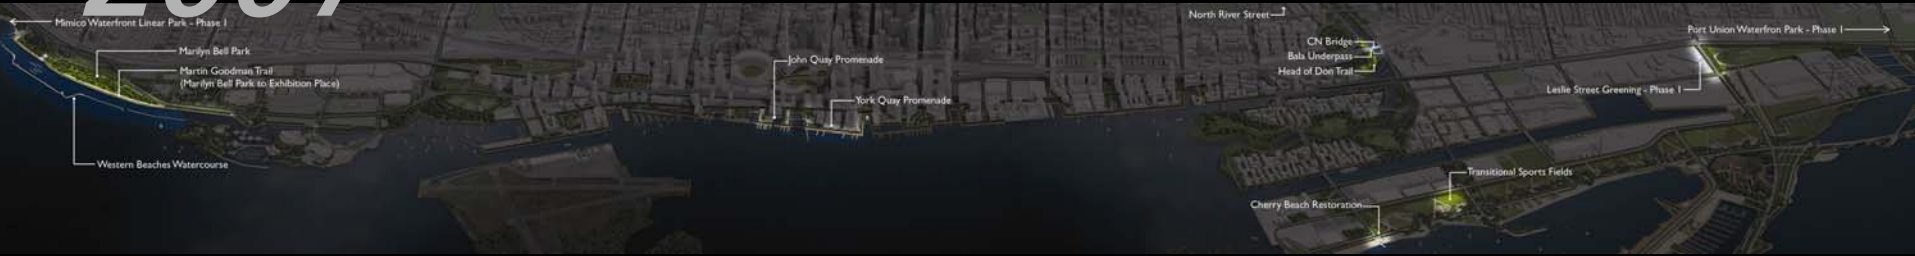 2007
Mimico Waterfront Linear Park - Phase 1
Marilyn Bell Park
Martin Goodman Trail
(Marilyn Bell Park to Exhibition Place)
Western Beaches Watercourse
John Quay Promenade
York Quay Promenade
North River Street
CN Bridge
Bala Underpass
Head of Don Trail
Port Union Waterfron Park - Phase 1
Leslie Street Greening - Phase 1
Transitional Sports Fields
Cherry Beach Restoration